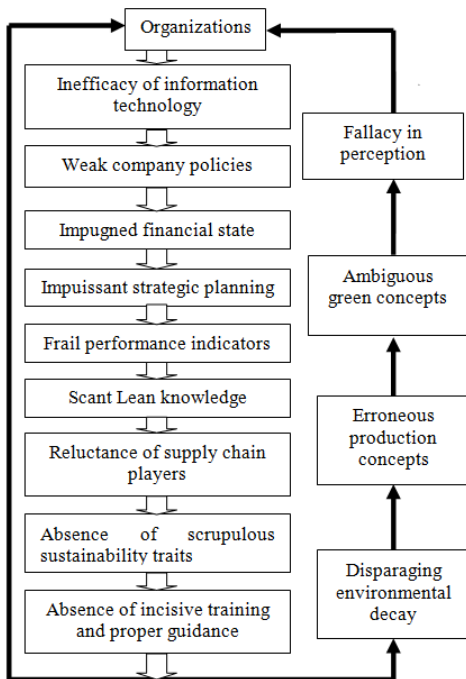 Organizations
Inefficacy of information
technology
Weak company policies
Impugned financial state
Impuissant strategic planning
Frail performance indicators
Scant Lean knowledge
Reluctance of supply chain
players
Absence of scrupulous
sustainability traits
Absence of incisive training
and proper guidance
Fallacy in
perception
Ambiguous
green concepts
Erroneous
production
concepts
Disparaging
environmental
decay